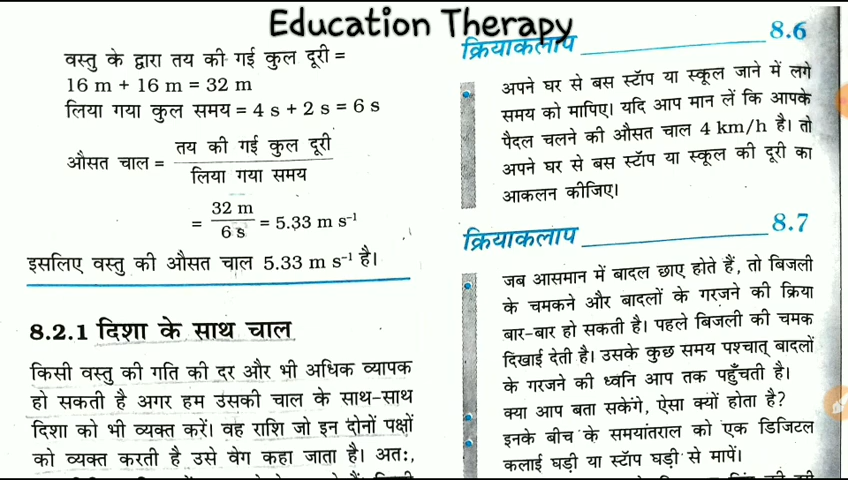 Education Therapy
वस्तु के द्वारा तय की गई कुल दूरी =
16 m + 16 m = 32 m
लिया गया कुल समय = 4 s + 2 s = 6 s
औसत चाल = तय की गई कुल दूरी
लिया गया समय
= 32 m
6 s
= 5.33 m s⁻¹
इसलिए वस्तु की औसत चाल 5.33 m s⁻¹ है।
8.2.1 दिशा के साथ चाल
किसी वस्तु की गति की दर और भी अधिक व्यापक
हो सकती है अगर हम उसकी चाल के साथ-साथ
दिशा को भी व्यक्त करें। वह राशि जो इन दोनों पक्षों
को व्यक्त करती है उसे वेग कहा जाता है। अतः,
क्रियाकलाप 8.6
अपने घर से बस स्टॉप या स्कूल जाने में लगे
समय को मापिए। यदि आप मान लें कि आपके
पैदल चलने की औसत चाल 4 km/h है। तो
अपने घर से बस स्टॉप या स्कूल की दूरी का
आकलन कीजिए।
क्रियाकलाप 8.7
जब आसमान में बादल छाए होते हैं, तो बिजली
के चमकने और बादलों के गरजने की क्रिया
बार-बार हो सकती है। पहले बिजली की चमक
दिखाई देती है। उसके कुछ समय पश्चात् बादलों
के गरजने की ध्वनि आप तक पहुँचती है।
क्या आप बता सकेंगे, ऐसा क्यों होता है?
इनके बीच के समयांतराल को एक डिजिटल
कलाई घड़ी या स्टॉप घड़ी से मापें।